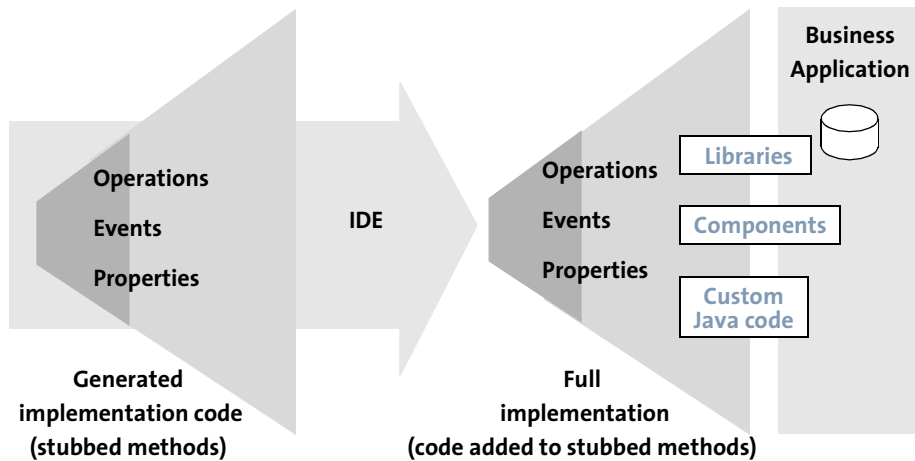 Operations
Events
Properties
Generated
implementation code
(stubbed methods)
IDE
Operations
Events
Properties
Full
implementation
(code added to stubbed methods)
Libraries
Components
Custom
Java code
Business
Application